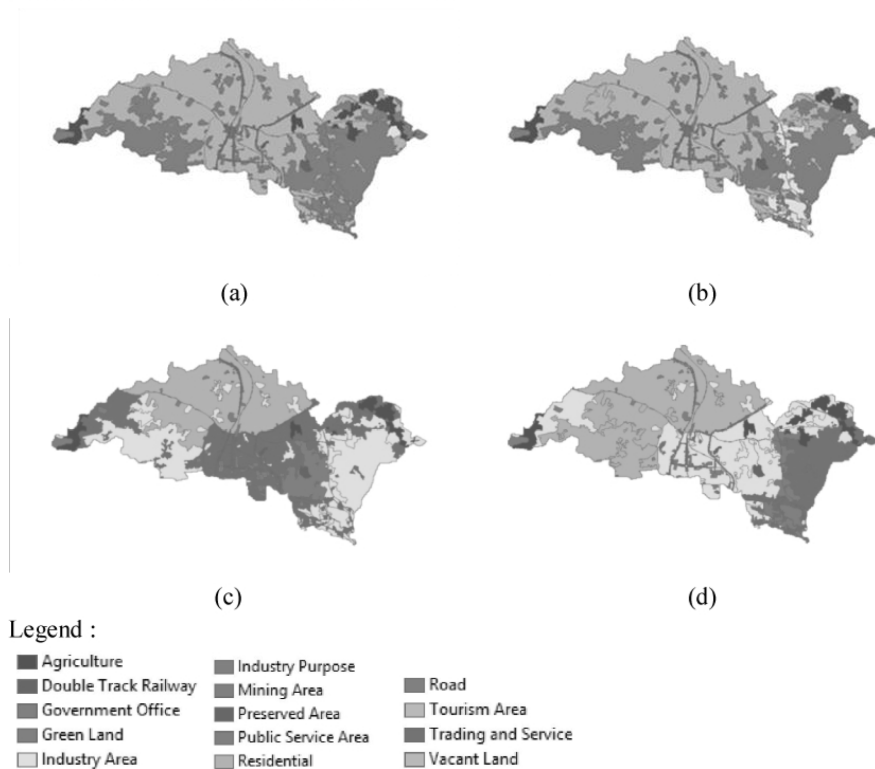 (a)
(b)
(c)
(d)
Legend :
Agriculture
Double Track Railway
Government Office
Green Land
Industry Area
Industry Purpose
Mining Area
Preserved Area
Public Service Area
Residential
Road
Tourism Area
Trading and Service
Vacant Land